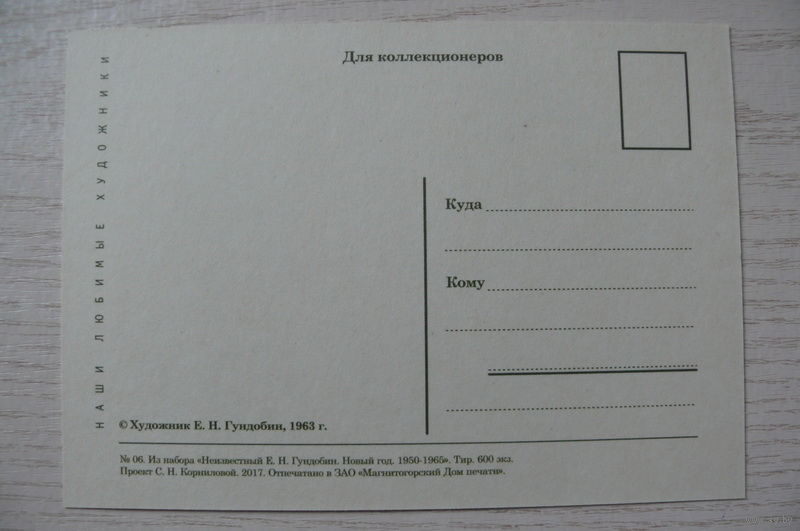 Для коллекционеров
НАШИ ЛЮБИМЫЕ ХУДОЖНИКИ
Куда
Кому
© Художник Е. Н. Гундобин, 1963 г.
№ 06. Из набора «Неизвестный Е. Н. Гундобин. Новый год. 1950-1965». Тир. 600 экз.
Проект С. Н. Корниловой. 2017. Отпечатано в ЗАО «Магнитогорский Дом печати».